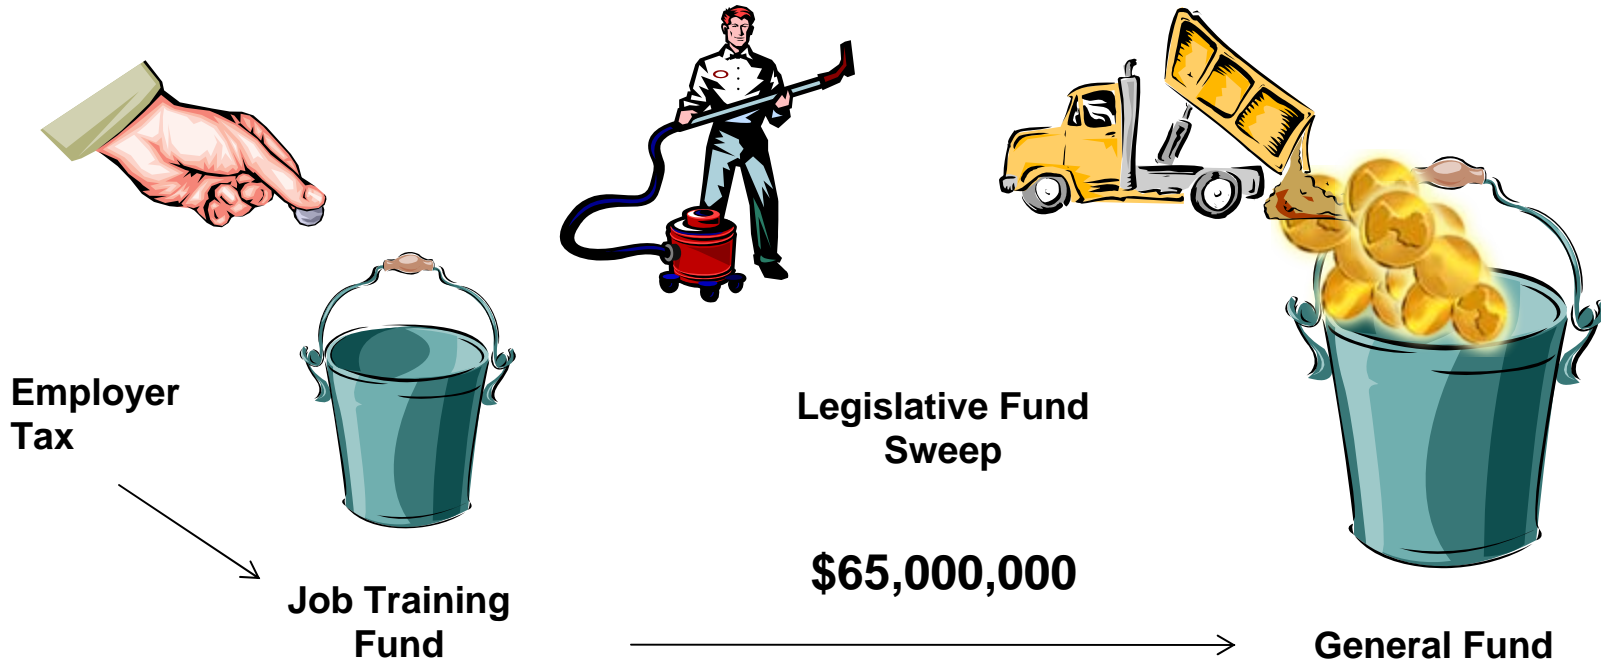 Employer
Tax
Job Training
Fund
Legislative Fund
Sweep
$65,000,000
General Fund